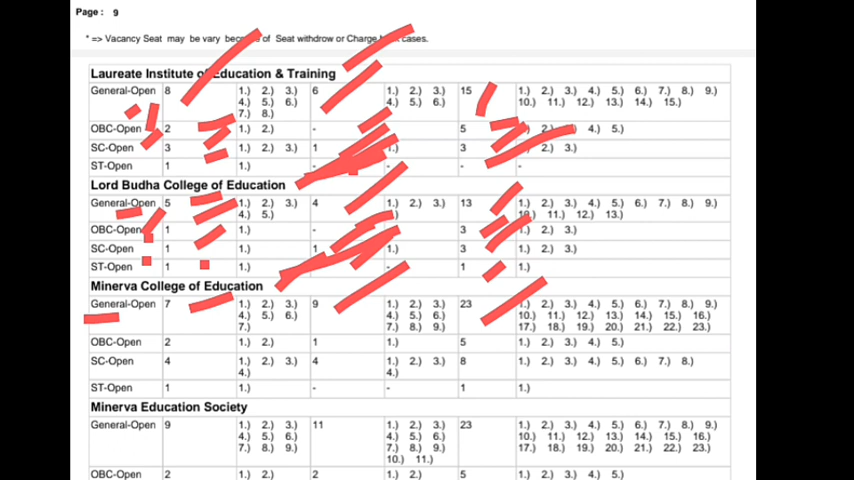 Page : 9
* => Vacancy Seat may be vary of Seat withdrow or Charge cases.
Laureate Institute of Education & Training
General-Open 8 1.) 2.) 3.) 6 1.) 2.) 3.) 15 1.) 2.) 3.) 4.) 5.) 6.) 7.) 8.) 9.)
4.) 5.) 6.) 4.) 5.) 6.) 10.) 11.) 12.) 13.) 14.) 15.)
7.) 8.)
OBC-Open 2 1.) 2.) - 5 2.) 4.) 5.)
SC-Open 3 1.) 2.) 3.) 1 1.) 3 2.) 3.)
ST-Open 1 1.) - - - -
Lord Budha College of Education
General-Open 5 1.) 2.) 3.) 4 1.) 2.) 3.) 13 1.) 2.) 3.) 4.) 5.) 6.) 7.) 8.) 9.)
4.) 5.) 10.) 11.) 12.) 13.)
OBC-Open 1 1.) - 3 1.) 2.) 3.)
SC-Open 1 1.) 1 1.) 3 1.) 2.) 3.)
ST-Open 1 1.) - 1 1.)
Minerva College of Education
General-Open 7 1.) 2.) 3.) 9 1.) 2.) 3.) 23 1.) 2.) 3.) 4.) 5.) 6.) 7.) 8.) 9.)
4.) 5.) 6.) 4.) 5.) 6.) 10.) 11.) 12.) 13.) 14.) 15.) 16.)
7.) 7.) 8.) 9.) 17.) 18.) 19.) 20.) 21.) 22.) 23.)
OBC-Open 2 1.) 2.) 1 1.) 5 1.) 2.) 3.) 4.) 5.)
SC-Open 4 1.) 2.) 3.) 4 1.) 2.) 3.) 8 1.) 2.) 3.) 4.) 5.) 6.) 7.) 8.)
4.) 4.)
ST-Open 1 1.) - - 1 1.)
Minerva Education Society
General-Open 9 1.) 2.) 3.) 11 1.) 2.) 3.) 23 1.) 2.) 3.) 4.) 5.) 6.) 7.) 8.) 9.)
4.) 5.) 6.) 4.) 5.) 6.) 10.) 11.) 12.) 13.) 14.) 15.) 16.)
7.) 8.) 9.) 7.) 8.) 9.) 17.) 18.) 19.) 20.) 21.) 22.) 23.)
10.) 11.)
OBC-Open 2 1.) 2.) 2 1.) 2.) 5 1.) 2.) 3.) 4.) 5.)